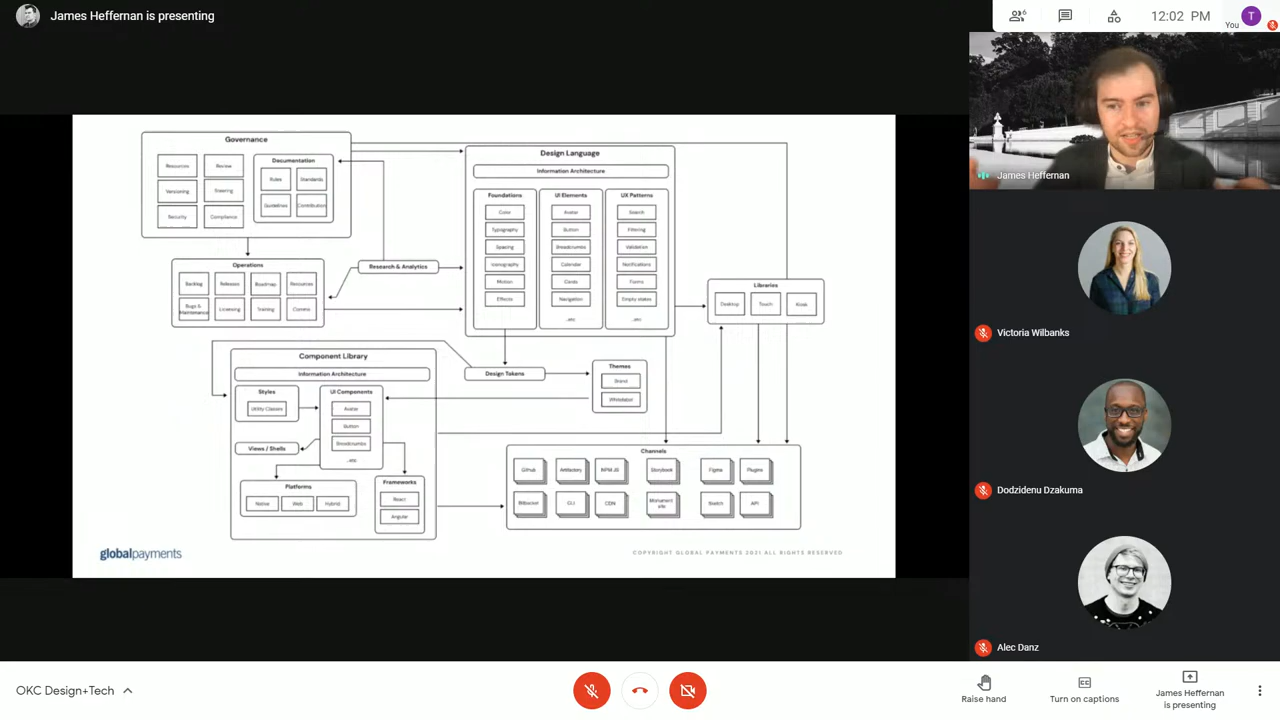 James Heffernan is presenting
6
12:02 PM
You
T
Governance
Resources
Review
Versioning
Steering
Security
Compliance
Documentation
Rules
Standards
Guidelines
Contribution
Operations
Backlog
Releases
Roadmap
Resources
Bugs & Maintenance
Licensing
Training
Comms
Research & Analytics
Design Language
Information Architecture
Foundations
Color
Typography
Spacing
Iconography
Motion
Effects
UI Elements
Avatar
Button
Breadcrumbs
Calendar
Cards
Navigation
...etc
UX Patterns
Search
Filtering
Validation
Notifications
Forms
Empty states
...etc
Libraries
Desktop
Touch
Kiosk
Component Library
Information Architecture
Styles
Utility Classes
Views / Shells
UI Components
Avatar
Button
Breadcrumbs
...etc
Platforms
Native
Web
Hybrid
Frameworks
React
Angular
Design Tokens
Themes
Brand
Whitelabel
Channels
Github
Artifactory
NPM JS
Storybook
Figma
Plugins
Bitbucket
CLI
CDN
Monument site
Sketch
API
globalpayments
COPYRIGHT GLOBAL PAYMENTS 2021 ALL RIGHTS RESERVED
James Heffernan
Victoria Wilbanks
Dodzidenu Dzakuma
Alec Danz
OKC Design+Tech
Raise hand
CC
Turn on captions
James Heffernan
is presenting